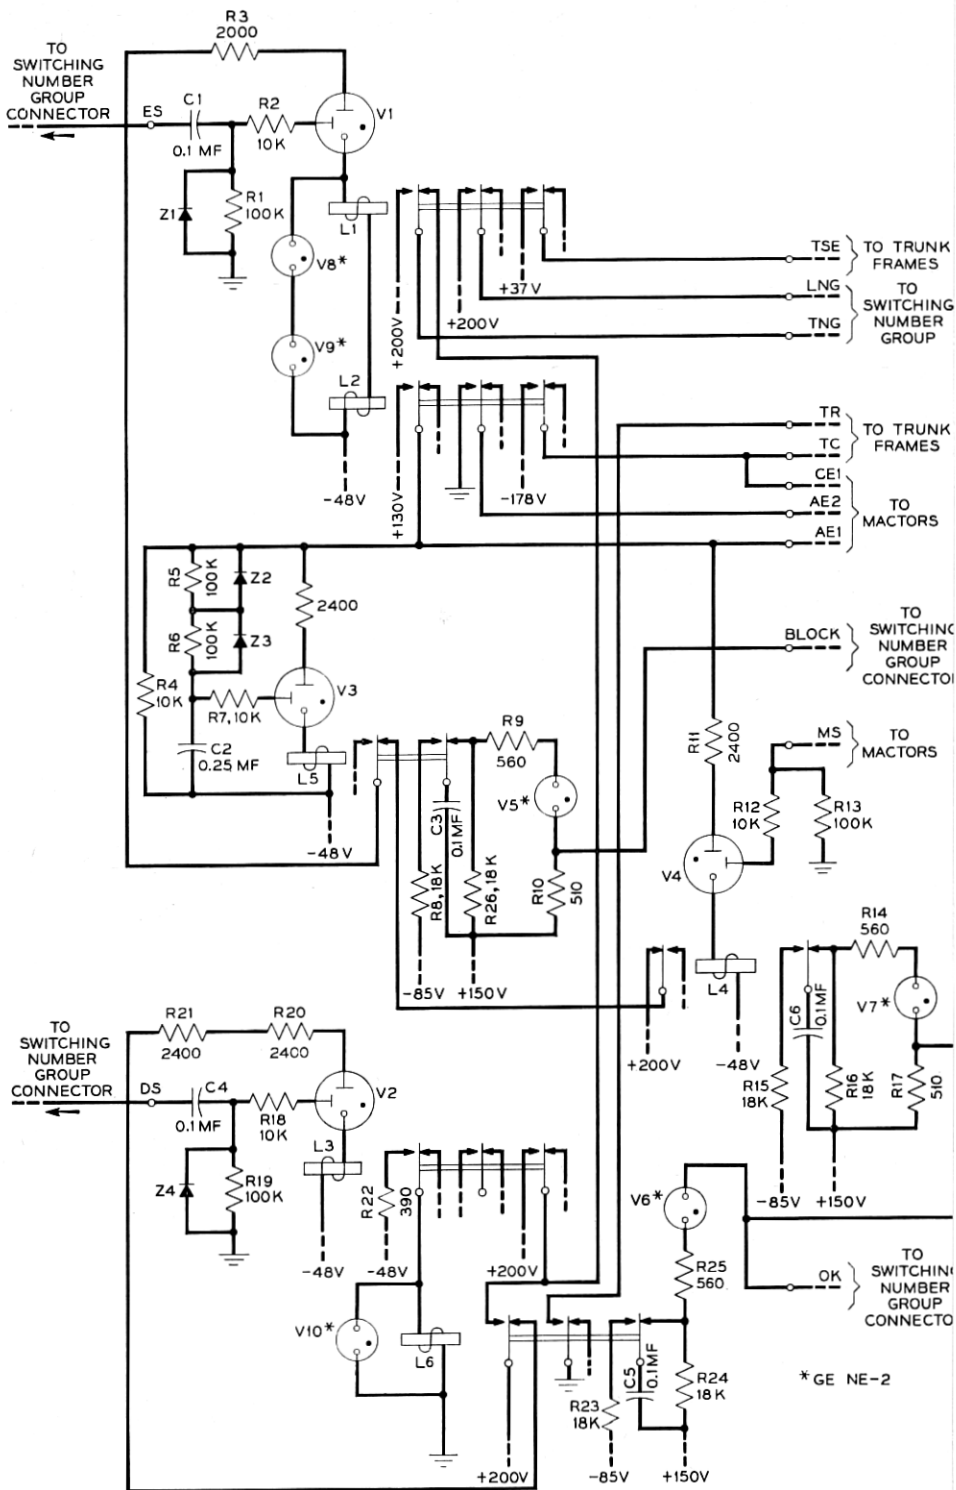 R3
2000
TO
SWITCHING
NUMBER
GROUP
CONNECTOR
ES
C1
0.1 MF
R2
10K
V1
Z1
R1
100K
L1
V8*
V9*
L2
-48V
+200V
+200V
+37V
TSE
TO TRUNK
FRAMES
LNG
TNG
TO
SWITCHING
NUMBER
GROUP
+130V
-178V
TR
TC
TO TRUNK
FRAMES
CE1
AE2
AE1
TO
MACTORS
R5
100K
Z2
R6
100K
Z3
2400
R4
10K
R7,10K
V3
C2
0.25 MF
L5
-48V
BLOCK
TO
SWITCHING
NUMBER
GROUP
CONNECTO
R9
560
V5*
C3
0.1MF
R8,18K
R26,18K
R10
510
-85V
+150V
R11
2400
MS
TO
MACTORS
R12
10K
R13
100K
V4
L4
+200V
-48V
R14
560
C6
0.1MF
V7*
R15
18K
R16
18K
R17
510
-85V
+150V
R21
2400
R20
2400
TO
SWITCHING
NUMBER
GROUP
CONNECTOR
DS
C4
0.1MF
R18
10K
V2
Z4
R19
100K
L3
-48V
R22
390
-48V
+200V
V10*
L6
V6*
R25
560
OK
TO
SWITCHING
NUMBER
GROUP
CONNECTO
C5
0.1MF
R23
18K
R24
18K
+200V
-85V
+150V
*GE NE-2